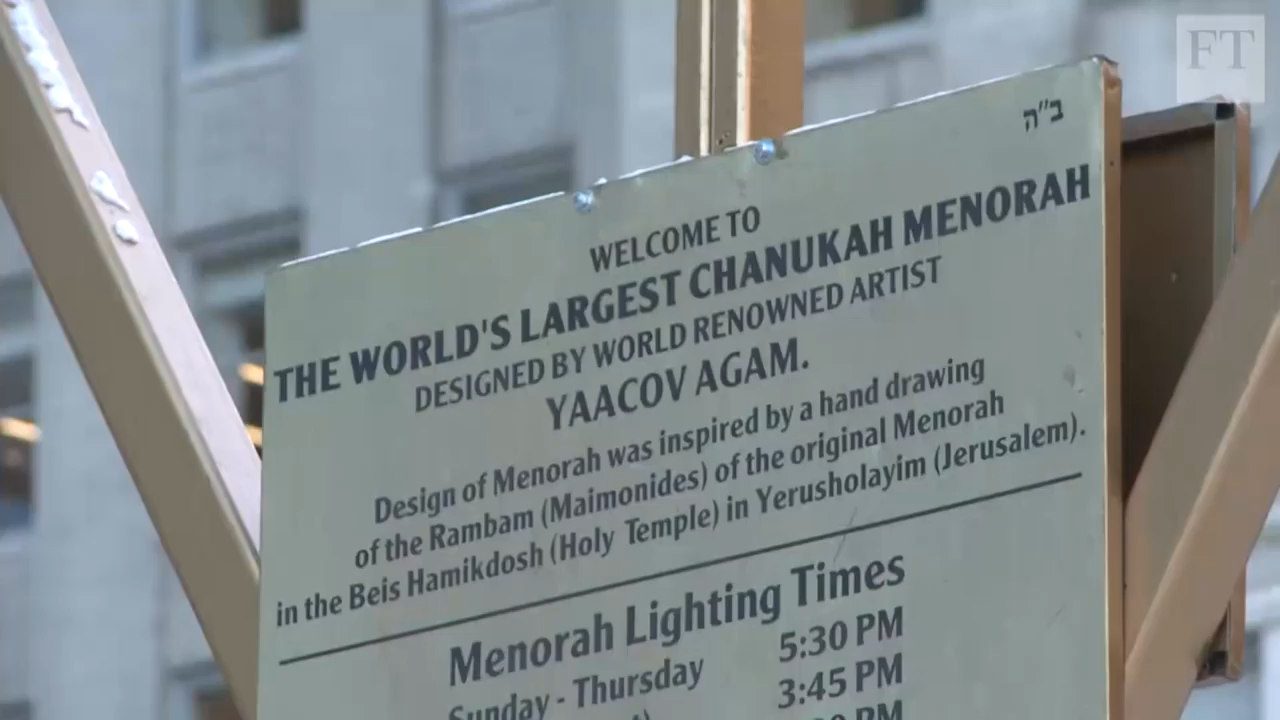 FT
ב"ה
WELCOME TO
THE WORLD'S LARGEST CHANUKAH MENORAH
DESIGNED BY WORLD RENOWNED ARTIST
YAACOV AGAM.
Design of Menorah was inspired by a hand drawing
of the Rambam (Maimonides) of the original Menorah
in the Beis Hamikdosh (Holy Temple) in Yerusholayim (Jerusalem).
Menorah Lighting Times
Sunday - Thursday 5:30 PM
3:45 PM
PM